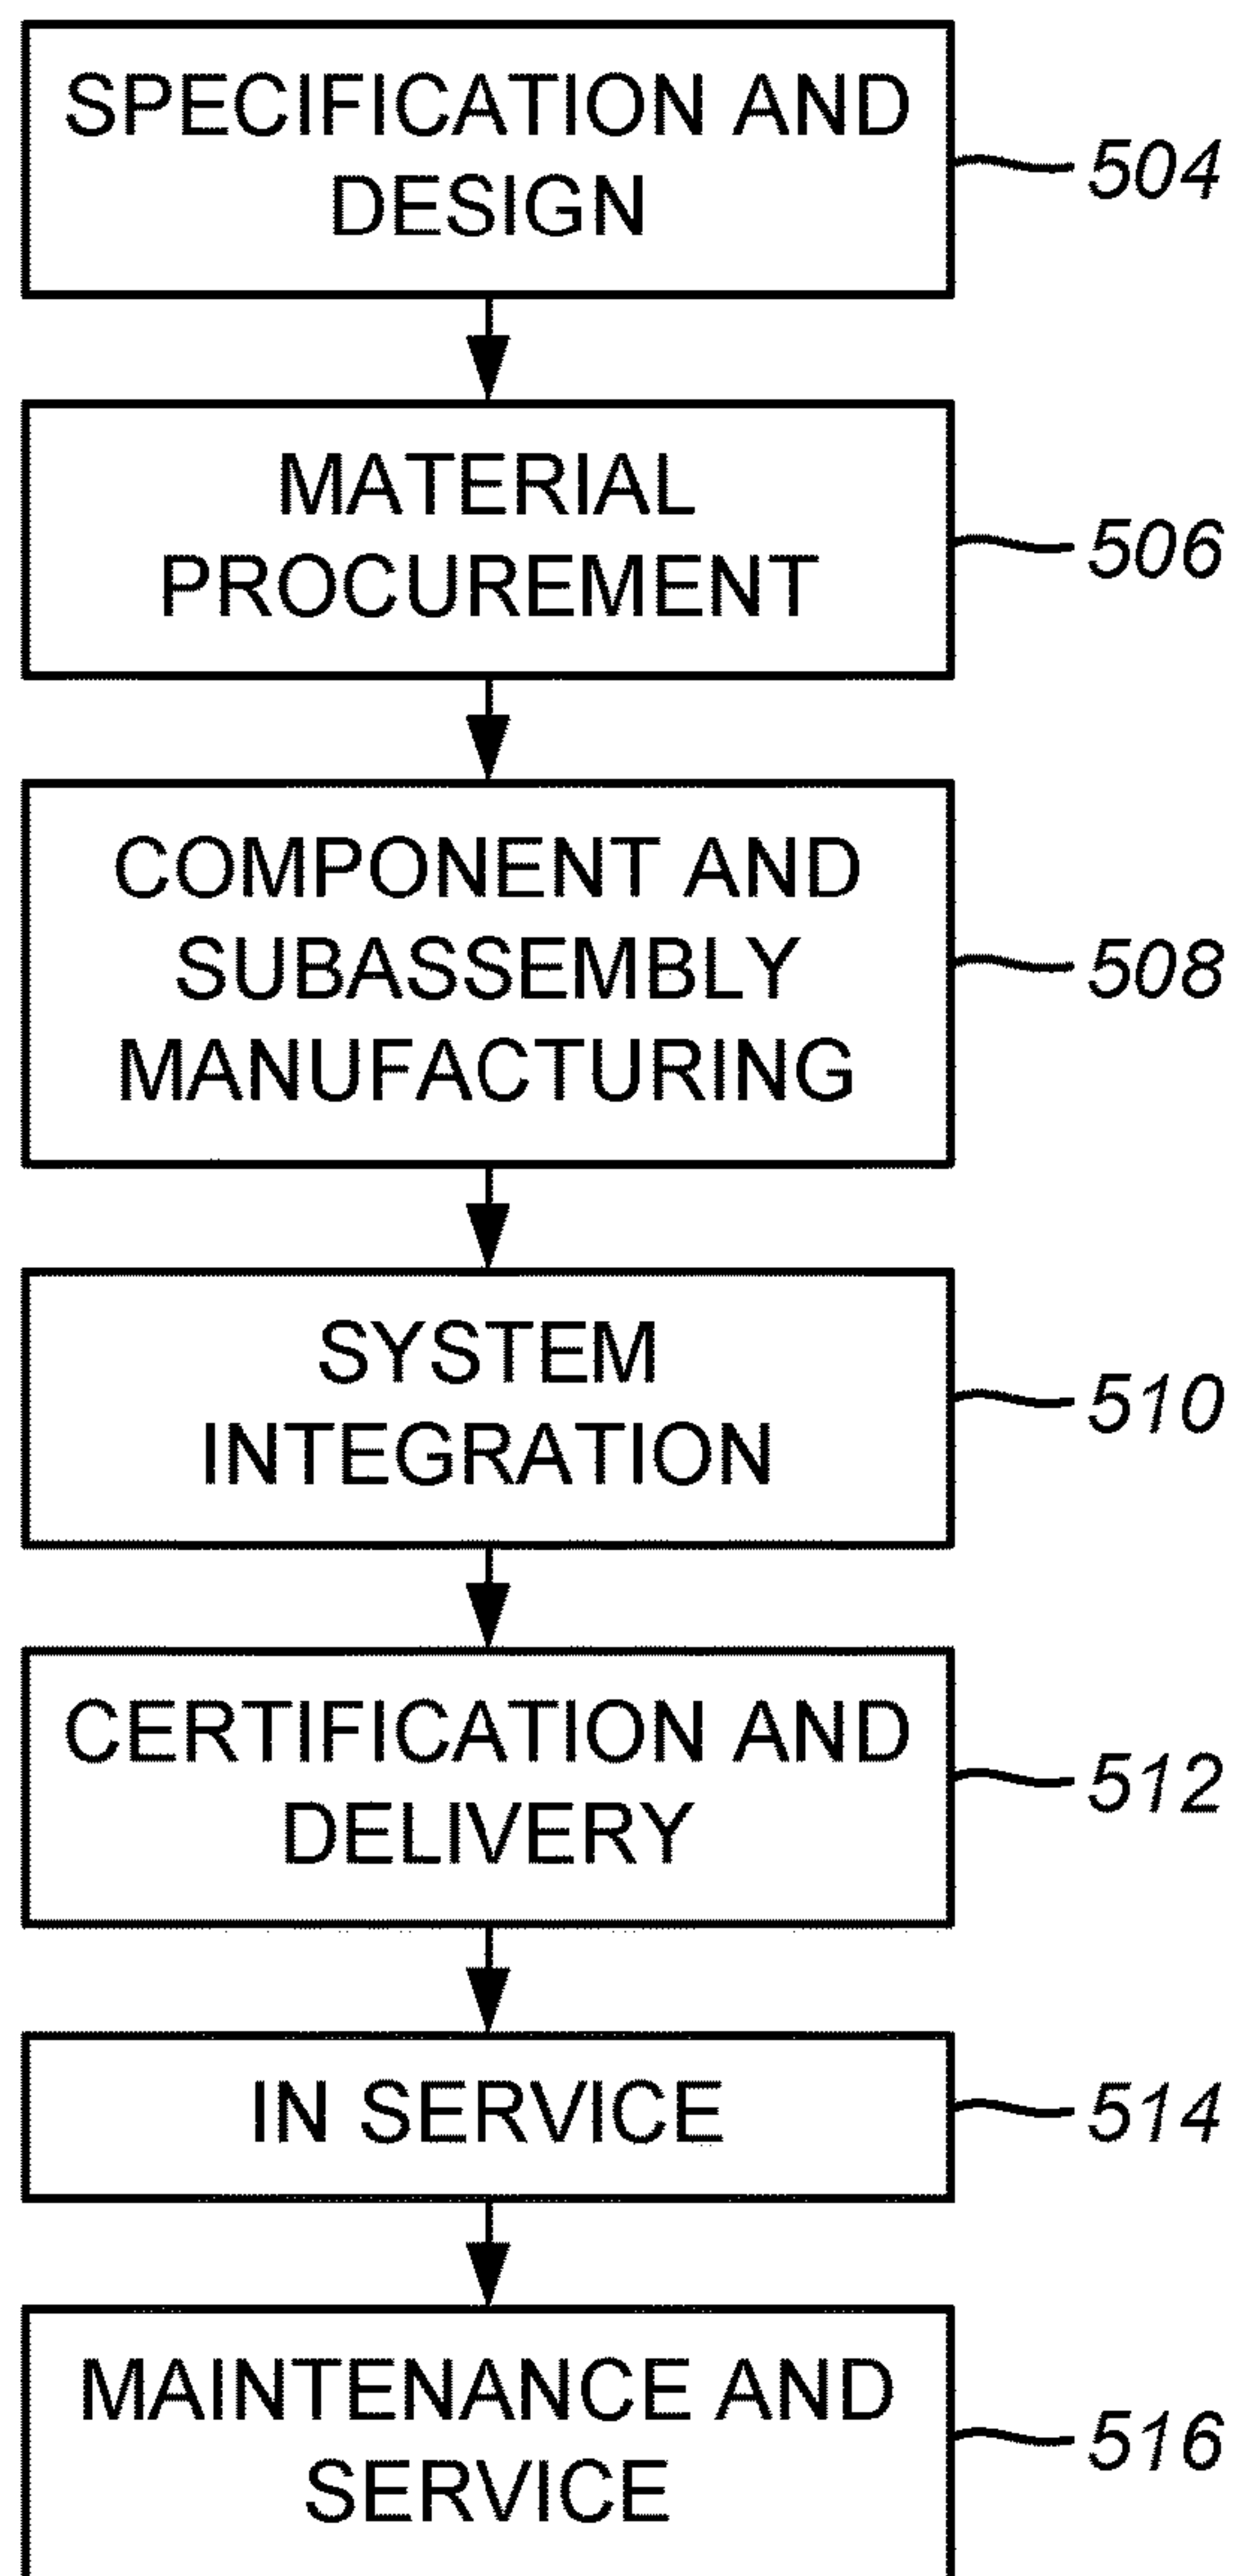 SPECIFICATION AND
DESIGN
504
MATERIAL
PROCUREMENT
506
COMPONENT AND
SUBASSEMBLY
MANUFACTURING
508
SYSTEM
INTEGRATION
510
CERTIFICATION AND
DELIVERY
512
IN SERVICE
514
MAINTENANCE AND
SERVICE
516